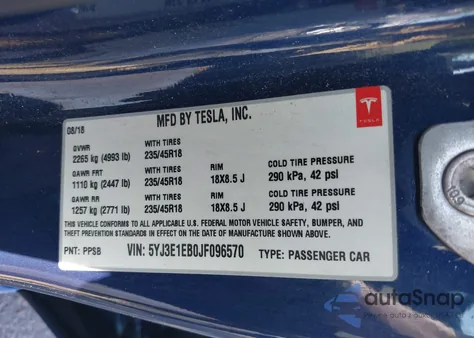 08/18
MFD BY TESLA, INC.
TESLA
GVWR WITH TIRES
2265 kg (4993 lb) 235/45R18
GAWR FRT WITH TIRES RIM COLD TIRE PRESSURE
1110 kg (2447 lb) 235/45R18 18X8.5 J 290 kPa, 42 psi
GAWR RR WITH TIRES RIM COLD TIRE PRESSURE
1257 kg (2771 lb) 235/45R18 18X8.5 J 290 kPa, 42 psi
THIS VEHICLE CONFORMS TO ALL APPLICABLE U.S. FEDERAL MOTOR VEHICLE SAFETY, BUMPER, AND
THEFT PREVENTION STANDARDS IN EFFECT ON THE DATE OF MANUFACTURE SHOWN ABOVE.
PNT: PPSB VIN: 5YJ3E1EB0JF096570 TYPE: PASSENGER CAR
autoSnap